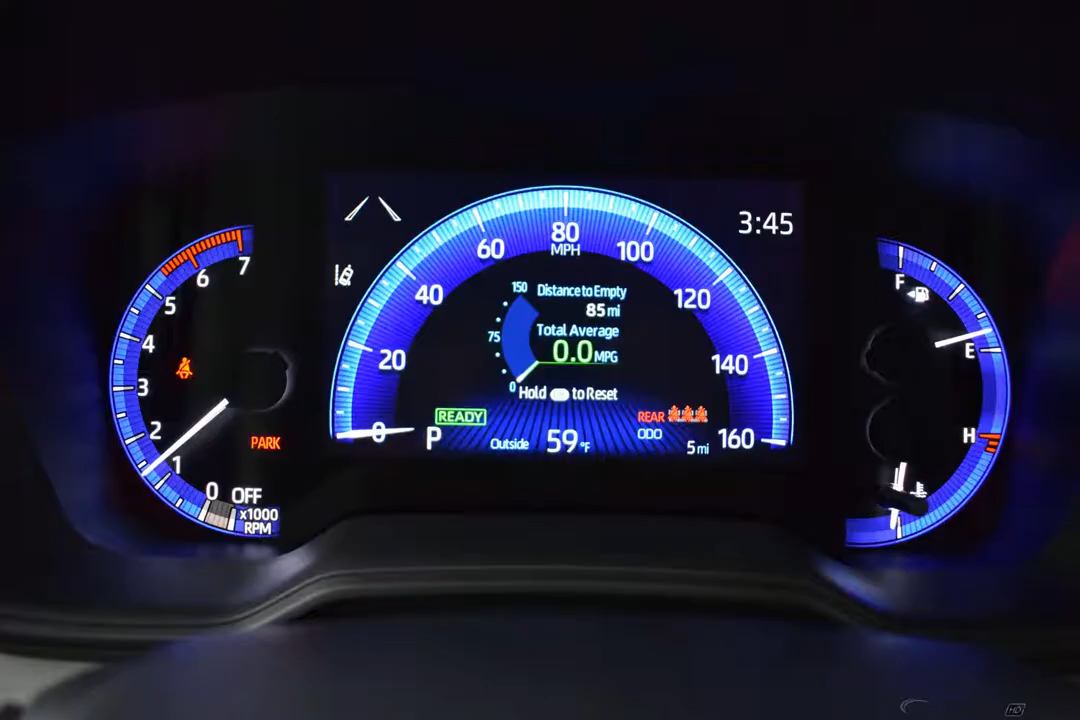 7
6
5
4
3
2
1
0 OFF
x1000
RPM
PARK
3:45
0
20
40
60
80
MPH
100
120
140
160
150
75
0
Distance to Empty
85 mi
Total Average
0.0 MPG
Hold to Reset
READY
P
Outside 59 °F
REAR
ODO
5 mi
F
E
H
HD